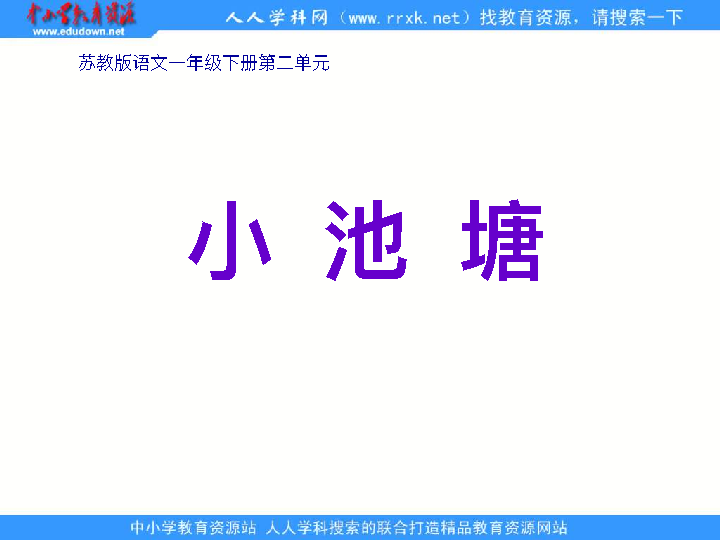 中小学教育资源
www.edudown.net
人人学科网（www.rrxk.net）找教育资源，请搜索一下
苏教版语文一年级下册第二单元
小 池 塘
中小学教育资源站 人人学科搜索的联合打造精品教育资源网站